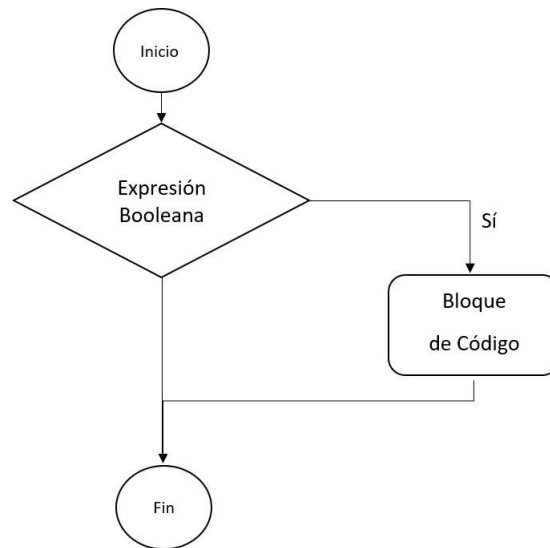 Inicio
Expresión
Booleana
Sí
Bloque
de Código
Fin